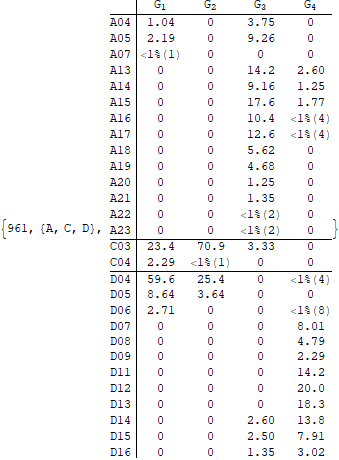 G1 G2 G3 G4
A04 1.04 0 3.75 0
A05 2.19 0 9.26 0
A07 <1%(1) 0 0 0
A13 0 0 14.2 2.60
A14 0 0 9.16 1.25
A15 0 0 17.6 1.77
A16 0 0 10.4 <1%(4)
A17 0 0 12.6 <1%(4)
A18 0 0 5.62 0
A19 0 0 4.68 0
A20 0 0 1.25 0
A21 0 0 1.35 0
A22 0 0 <1%(2) 0
{961, {A, C, D}, A23 0 0 <1%(2) 0 }
C03 23.4 70.9 3.33 0
C04 2.29 <1%(1) 0 0
D04 59.6 25.4 0 <1%(4)
D05 8.64 3.64 0 0
D06 2.71 0 0 <1%(8)
D07 0 0 0 8.01
D08 0 0 0 4.79
D09 0 0 0 2.29
D11 0 0 0 14.2
D12 0 0 0 20.0
D13 0 0 0 18.3
D14 0 0 2.60 13.8
D15 0 0 2.50 7.91
D16 0 0 1.35 3.02